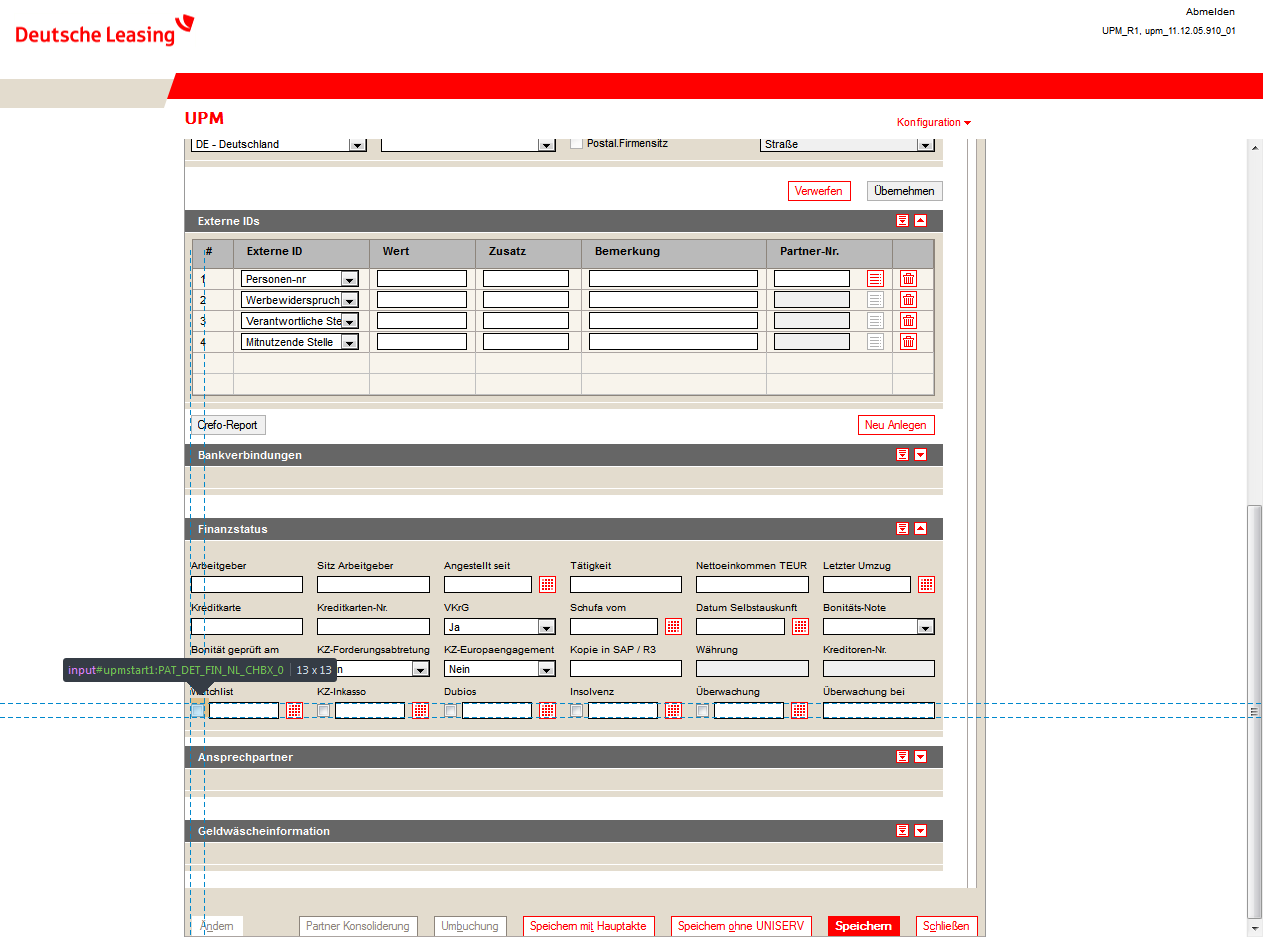 Abmelden
Deutsche Leasing
UPM_R1, upm_11.12.05.910_01
UPM
Konfiguration
DE - Deutschland Postal.Firmensitz Straße
Verwerfen Übernehmen
Externe IDs
# Externe ID Wert Zusatz Bemerkung Partner-Nr.
1 Personen-nr
2 Werbewiderspruch
3 Verantwortliche Ste
4 Mitnutzende Stelle
Crefo-Report Neu Anlegen
Bankverbindungen
Finanzstatus
Arbeitgeber Sitz Arbeitgeber Angestellt seit Tätigkeit Nettoeinkommen TEUR Letzter Umzug
Kreditkarte Kreditkarten-Nr. VKrG Schufa vom Datum Selbstauskunft Bonitäts-Note
Ja
Bonität geprüft am KZ-Forderungsabtretung KZ-Europaengagement Kopie in SAP / R3 Währung Kreditoren-Nr.
input#upmstart1:PAT_DET_FIN_NL_CHBX_0 13 x 13 n Nein
Watchlist KZ-Inkasso Dubios Insolvenz Überwachung Überwachung bei
Ansprechpartner
Geldwäscheinformation
Ändern Partner Konsolidierung Umbuchung Speichern mit Hauptakte Speichern ohne UNISERV Speichern Schließen